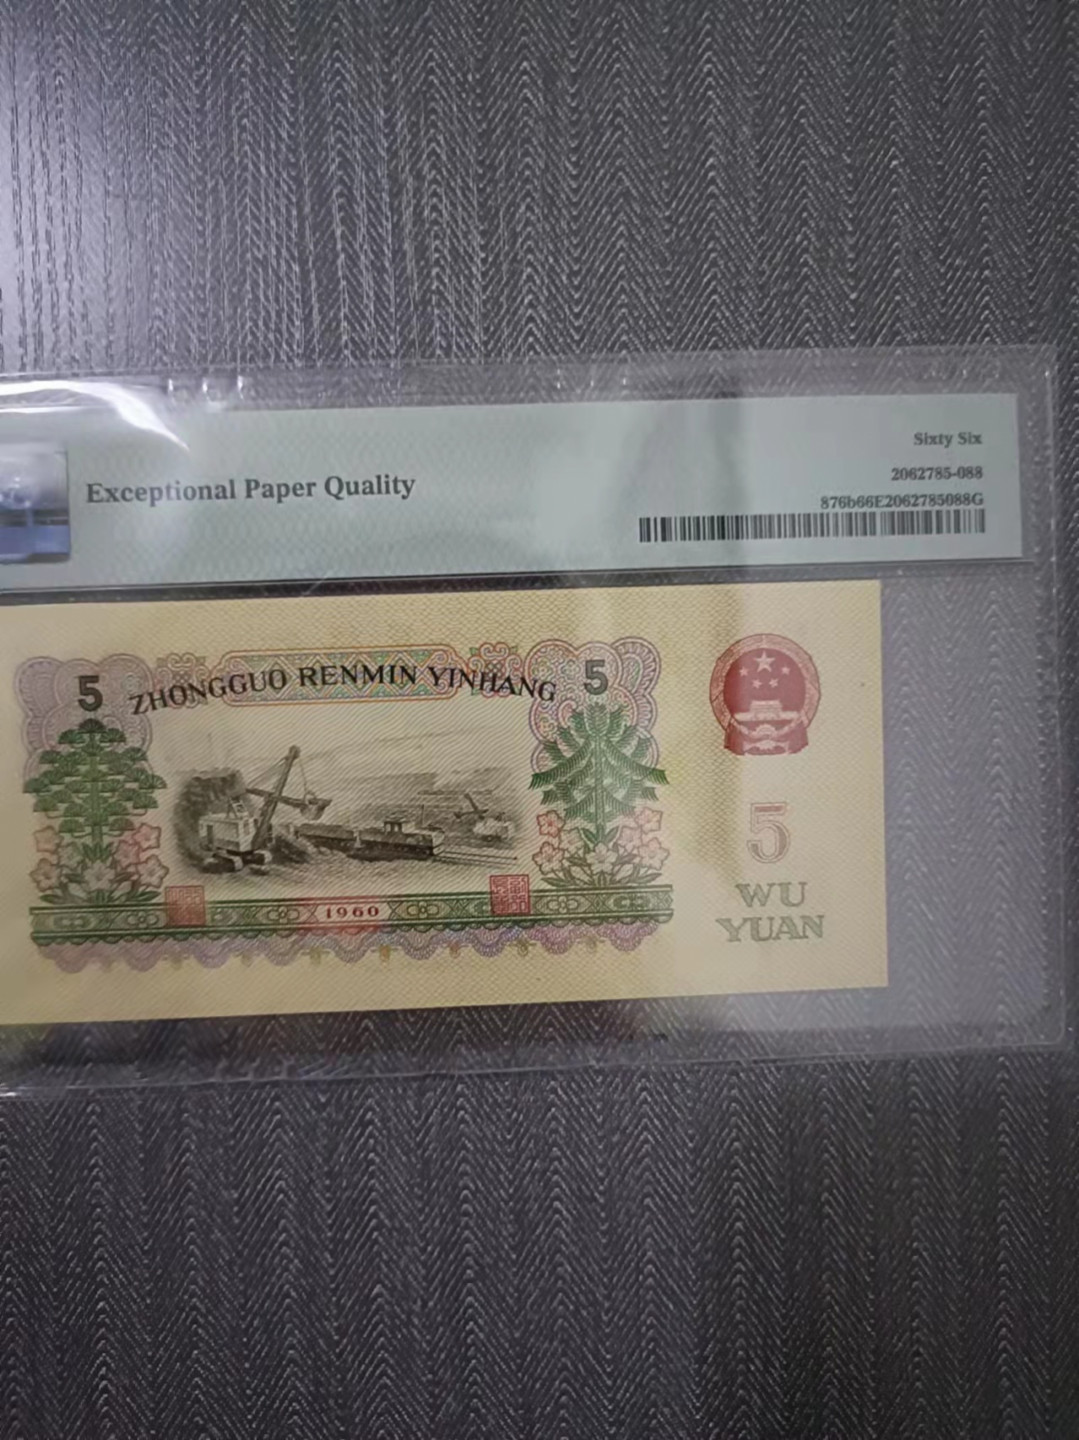 Sixty Six
2062785-088
Exceptional Paper Quality
876b66E2062785088G
5
ZHONGGUO RENMIN YINHANG
5
5
WU
YUAN
1960